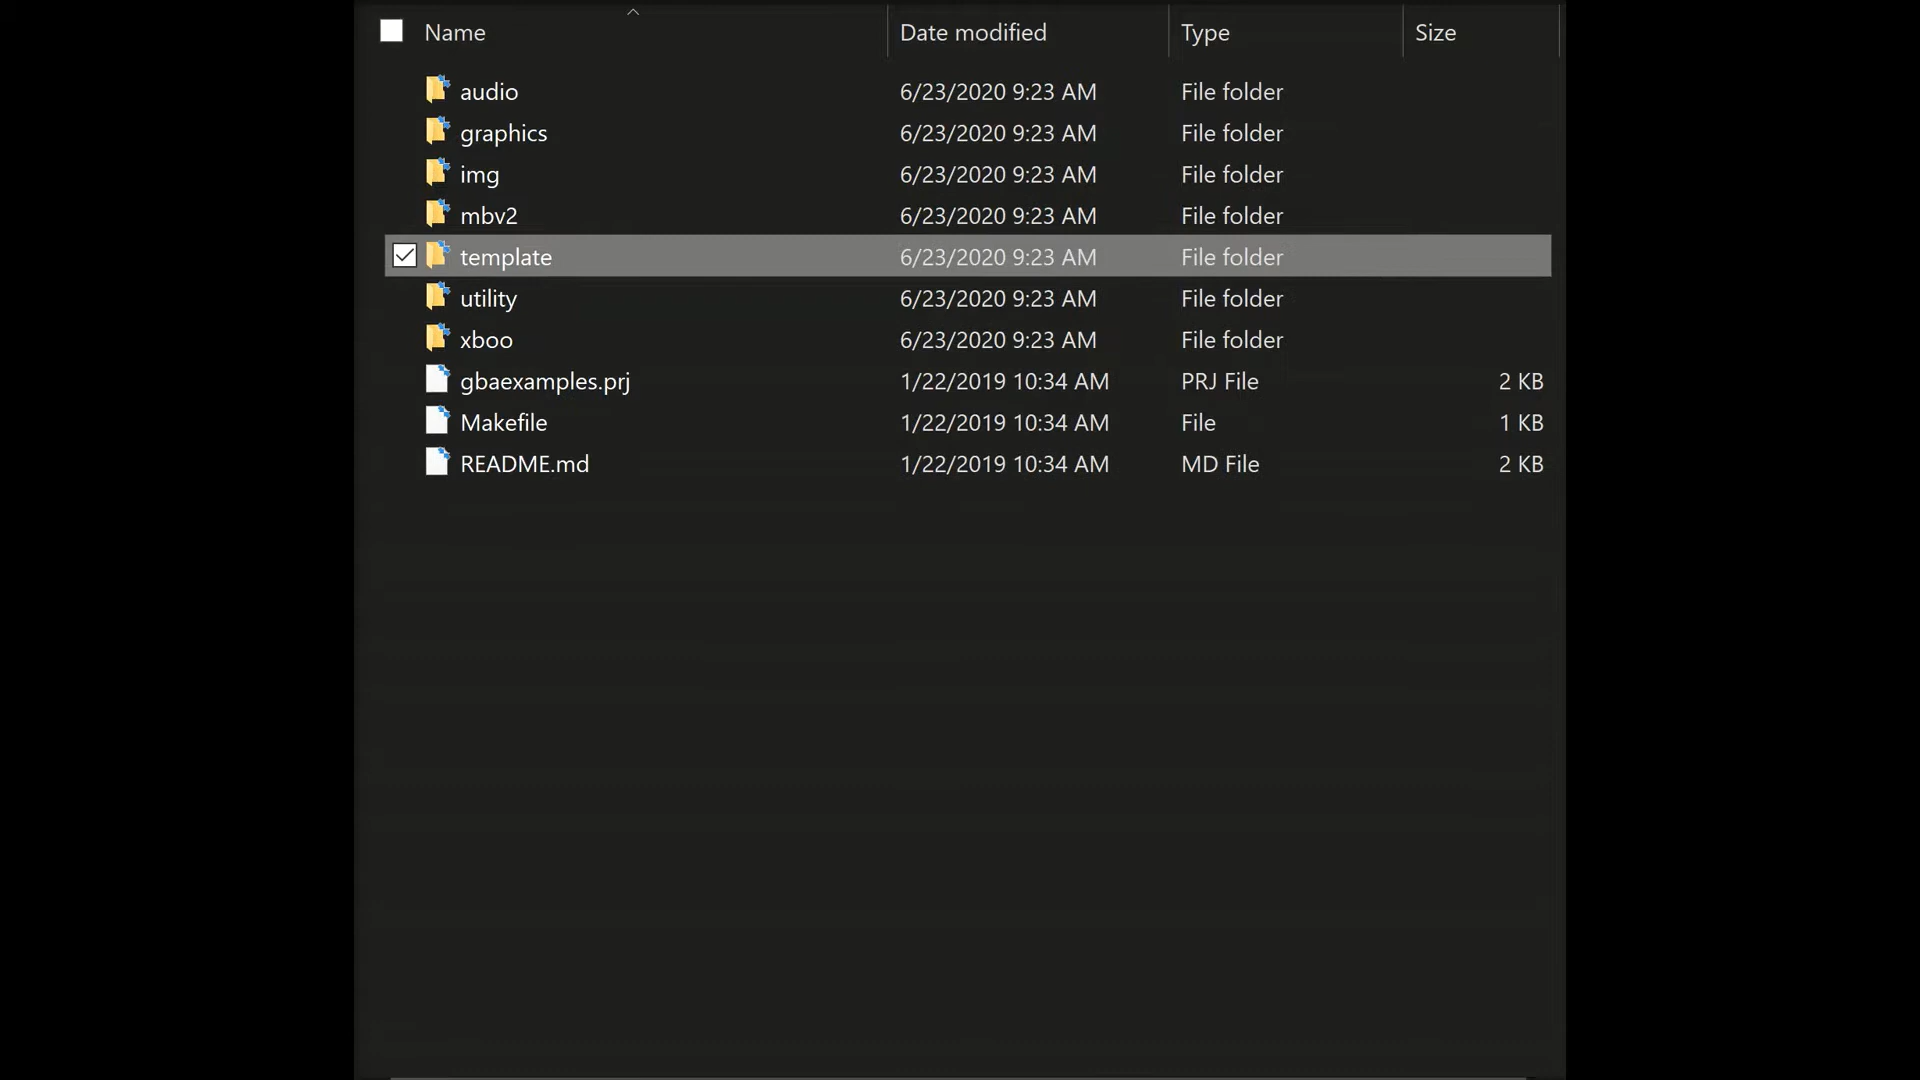 Name Date modified Type Size
audio 6/23/2020 9:23 AM File folder
graphics 6/23/2020 9:23 AM File folder
img 6/23/2020 9:23 AM File folder
mbv2 6/23/2020 9:23 AM File folder
template 6/23/2020 9:23 AM File folder
utility 6/23/2020 9:23 AM File folder
xboo 6/23/2020 9:23 AM File folder
gbaexamples.prj 1/22/2019 10:34 AM PRJ File 2 KB
Makefile 1/22/2019 10:34 AM File 1 KB
README.md 1/22/2019 10:34 AM MD File 2 KB